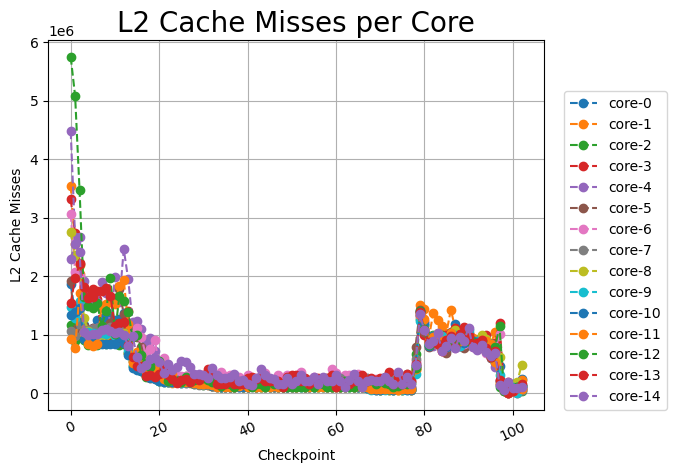 L2 Cache Misses per Core
1e6
6
5
4
3
2
1
0
L2 Cache Misses
0 20 40 60 80 100
Checkpoint
core-0
core-1
core-2
core-3
core-4
core-5
core-6
core-7
core-8
core-9
core-10
core-11
core-12
core-13
core-14